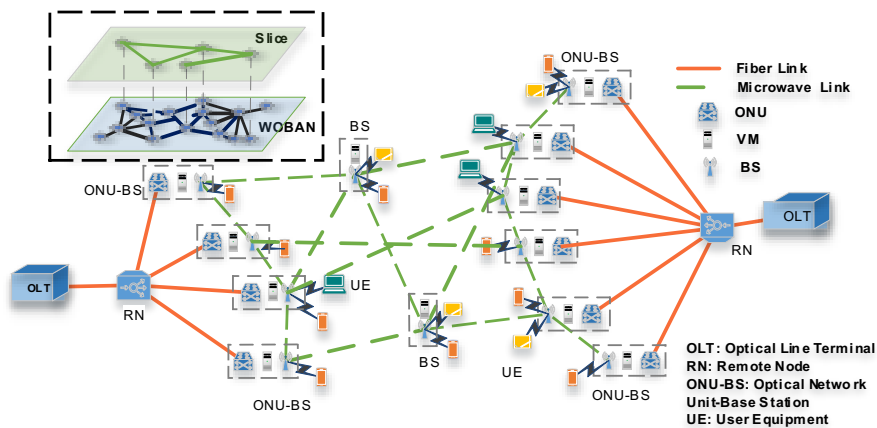 Slice
WOBAN
ONU-BS
BS
ONU-BS
Fiber Link
Microwave Link
ONU
VM
BS
OLT
RN
OLT
RN
UE
ONU-BS
BS
UE
ONU-BS
OLT: Optical Line Terminal
RN: Remote Node
ONU-BS: Optical Network
Unit-Base Station
UE: User Equipment